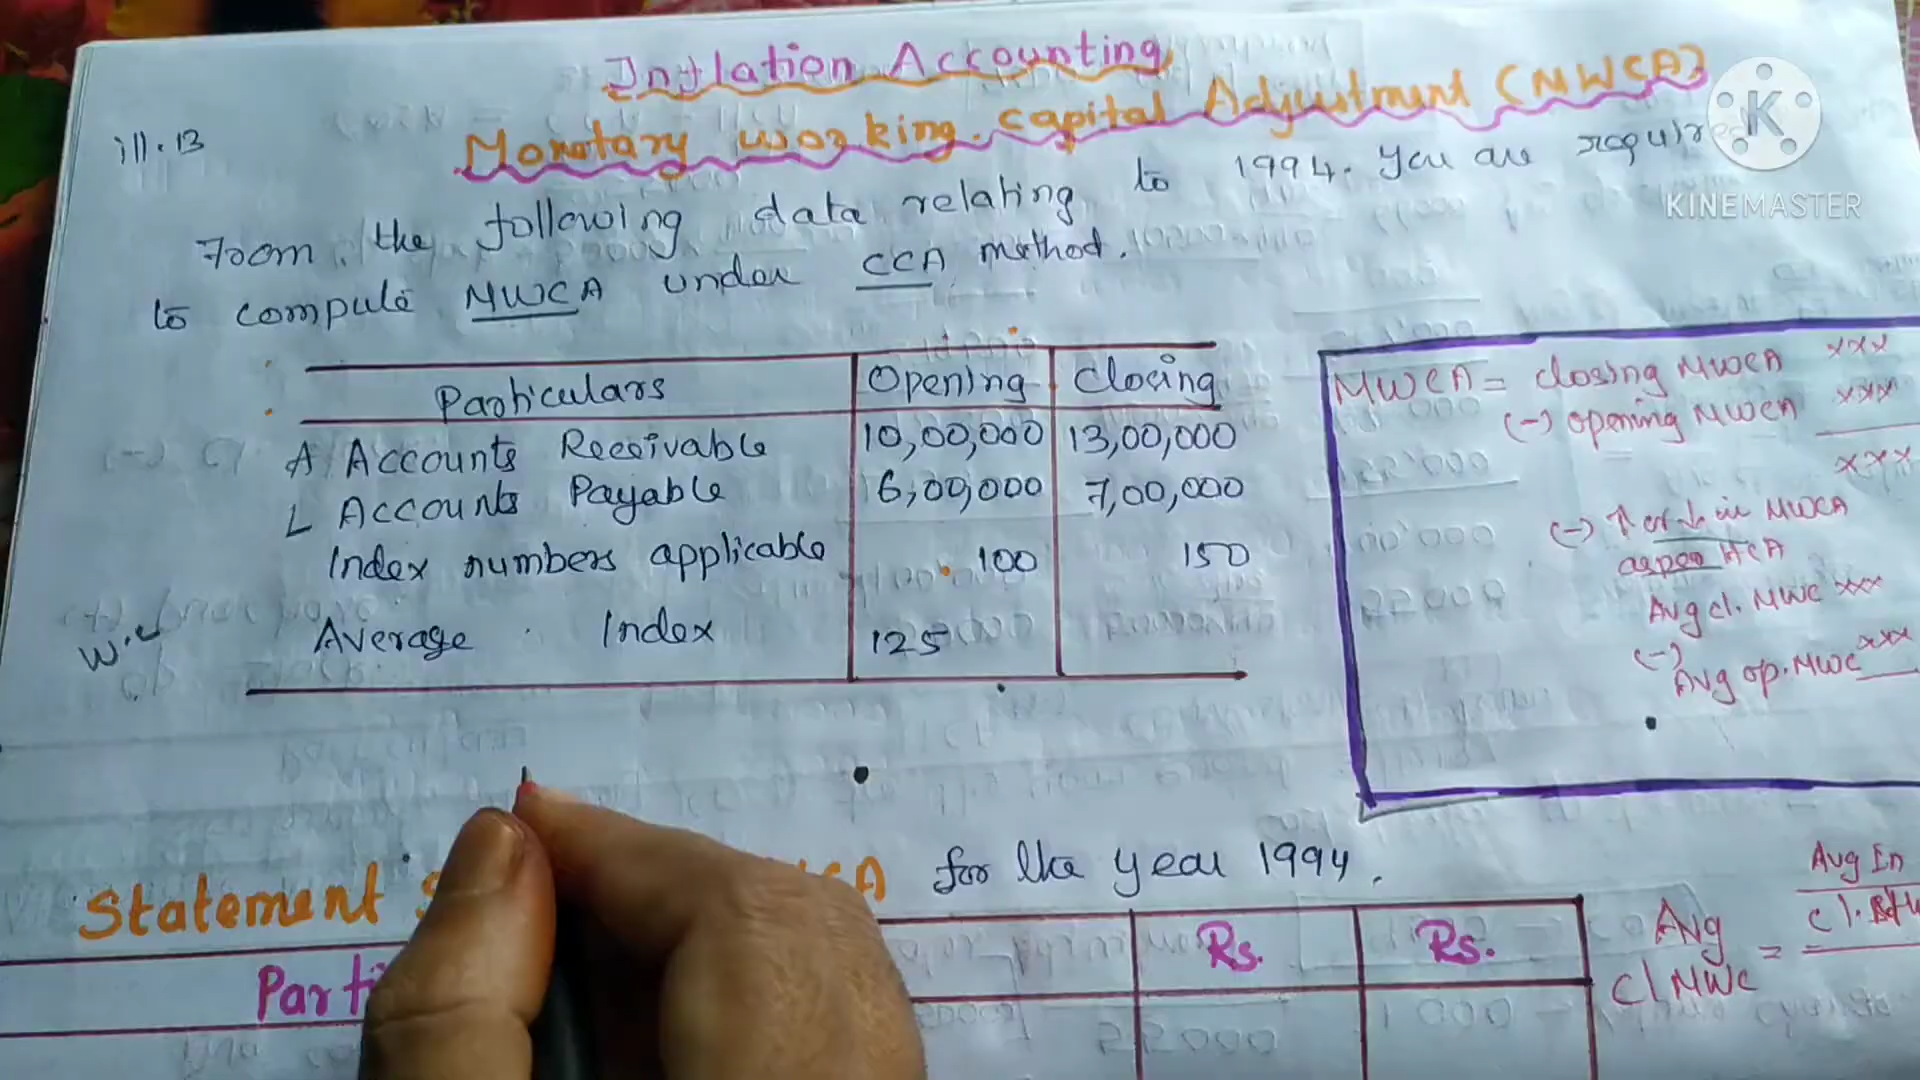 Inflation Accounting
Monetary working capital Adjustment (MWCA)
ill. 13
From the following data relating to 1994. You are require
to compute MWCA under CCA method.
Particulars Opening Closing
A Accounts Receivable 10,00,000 13,00,000
L Accounts Payable 6,00,000 7,00,000
Index numbers applicable 100 150
W.C Average Index 125
MWCA = closing MWCA xxx
(-) opening MWCA xxx
xxx
(-) ↑ or ↓ in MWCA
as per HCA
Avg cl. MWC xxx
(-) Avg op. MWC xxx
Statement for the year 1994.
Parti Rs. Rs.
Avg cl MWC = Avg In
KINEMASTER
K